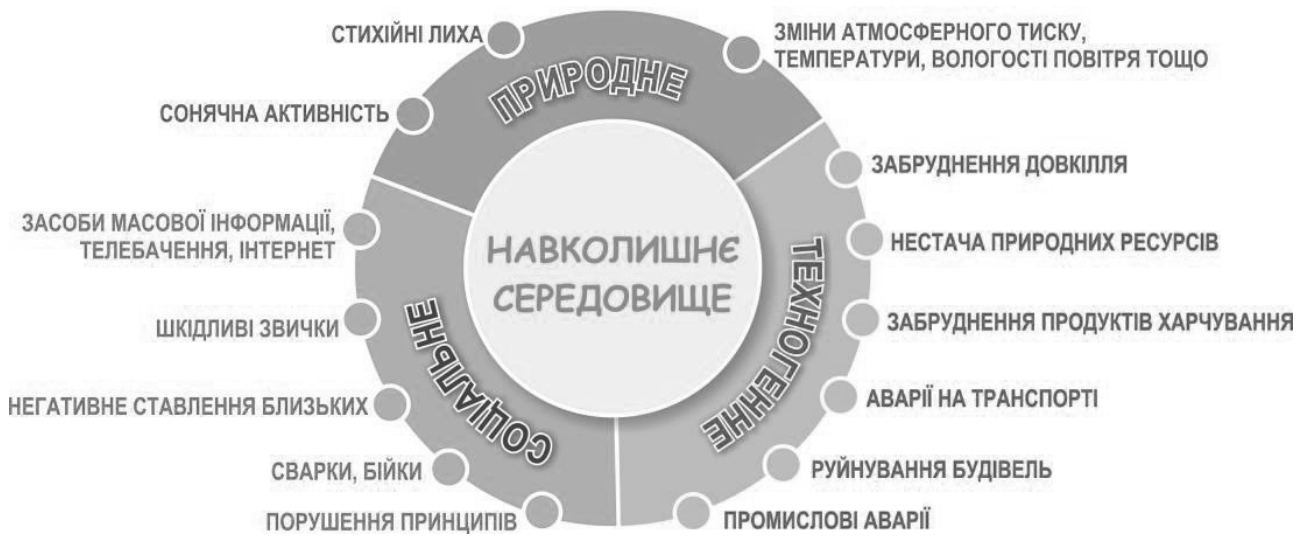 СТИХІЙНІ ЛИХА
СОНЯЧНА АКТИВНІСТЬ
ЗМІНИ АТМОСФЕРНОГО ТИСКУ,
ТЕМПЕРАТУРИ, ВОЛОГОСТІ ПОВІТРЯ ТОЩО
ПРИРОДНЕ
ЗАБРУДНЕННЯ ДОВКІЛЛЯ
НЕСТАЧА ПРИРОДНИХ РЕСУРСІВ
ЗАБРУДНЕННЯ ПРОДУКТІВ ХАРЧУВАННЯ
АВАРІЇ НА ТРАНСПОРТІ
РУЙНУВАННЯ БУДІВЕЛЬ
ПРОМИСЛОВІ АВАРІЇ
ТЕХНОГЕННЕ
НАВКОЛИШНЄ
СЕРЕДОВИЩЕ
СОЦІАЛЬНЕ
ЗАСОБИ МАСОВОЇ ІНФОРМАЦІЇ,
ТЕЛЕБАЧЕННЯ, ІНТЕРНЕТ
ШКІДЛИВІ ЗВИЧКИ
НЕГАТИВНЕ СТАВЛЕННЯ БЛИЗЬКИХ
СВАРКИ, БІЙКИ
ПОРУШЕННЯ ПРИНЦИПІВ